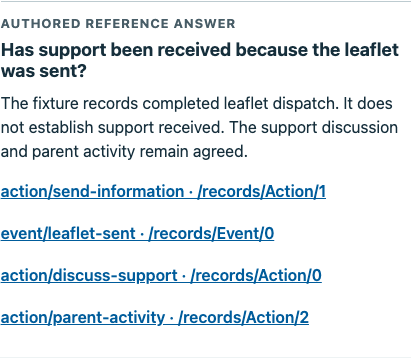 AUTHORED REFERENCE ANSWER
Has support been received because the leaflet
was sent?
The fixture records completed leaflet dispatch. It does
not establish support received. The support discussion
and parent activity remain agreed.
action/send-information · /records/Action/1
event/leaflet-sent · /records/Event/0
action/discuss-support · /records/Action/0
action/parent-activity · /records/Action/2